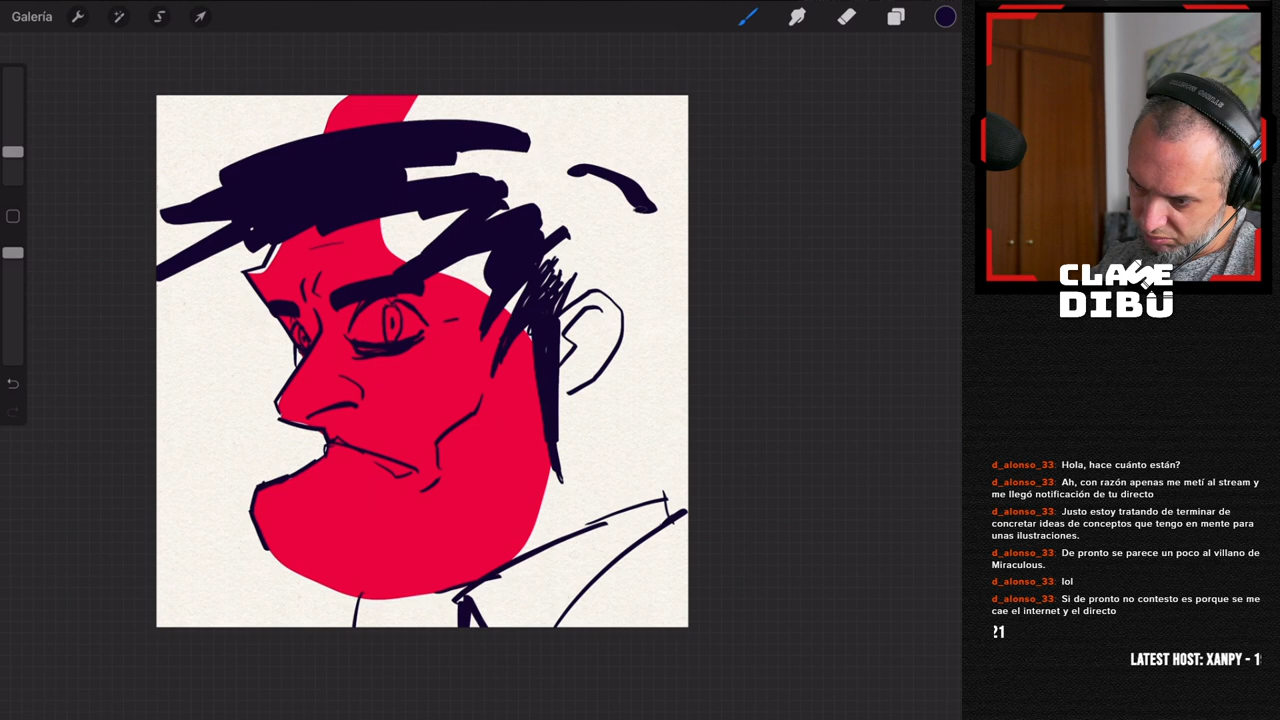 Galería
CLASE
DIBU
d_alonso_33: Hola, hace cuánto están?
d_alonso_33: Ah, con razón apenas me metí al stream y
me llegó notificación de tu directo
d_alonso_33: Justo estoy tratando de terminar de
concretar ideas de conceptos que tengo en mente para
unas ilustraciones.
d_alonso_33: De pronto se parece un poco al villano de
Miraculous.
d_alonso_33: lol
d_alonso_33: Si de pronto no contesto es porque se me
cae el internet y el directo
21
LATEST HOST: XANPY - 1